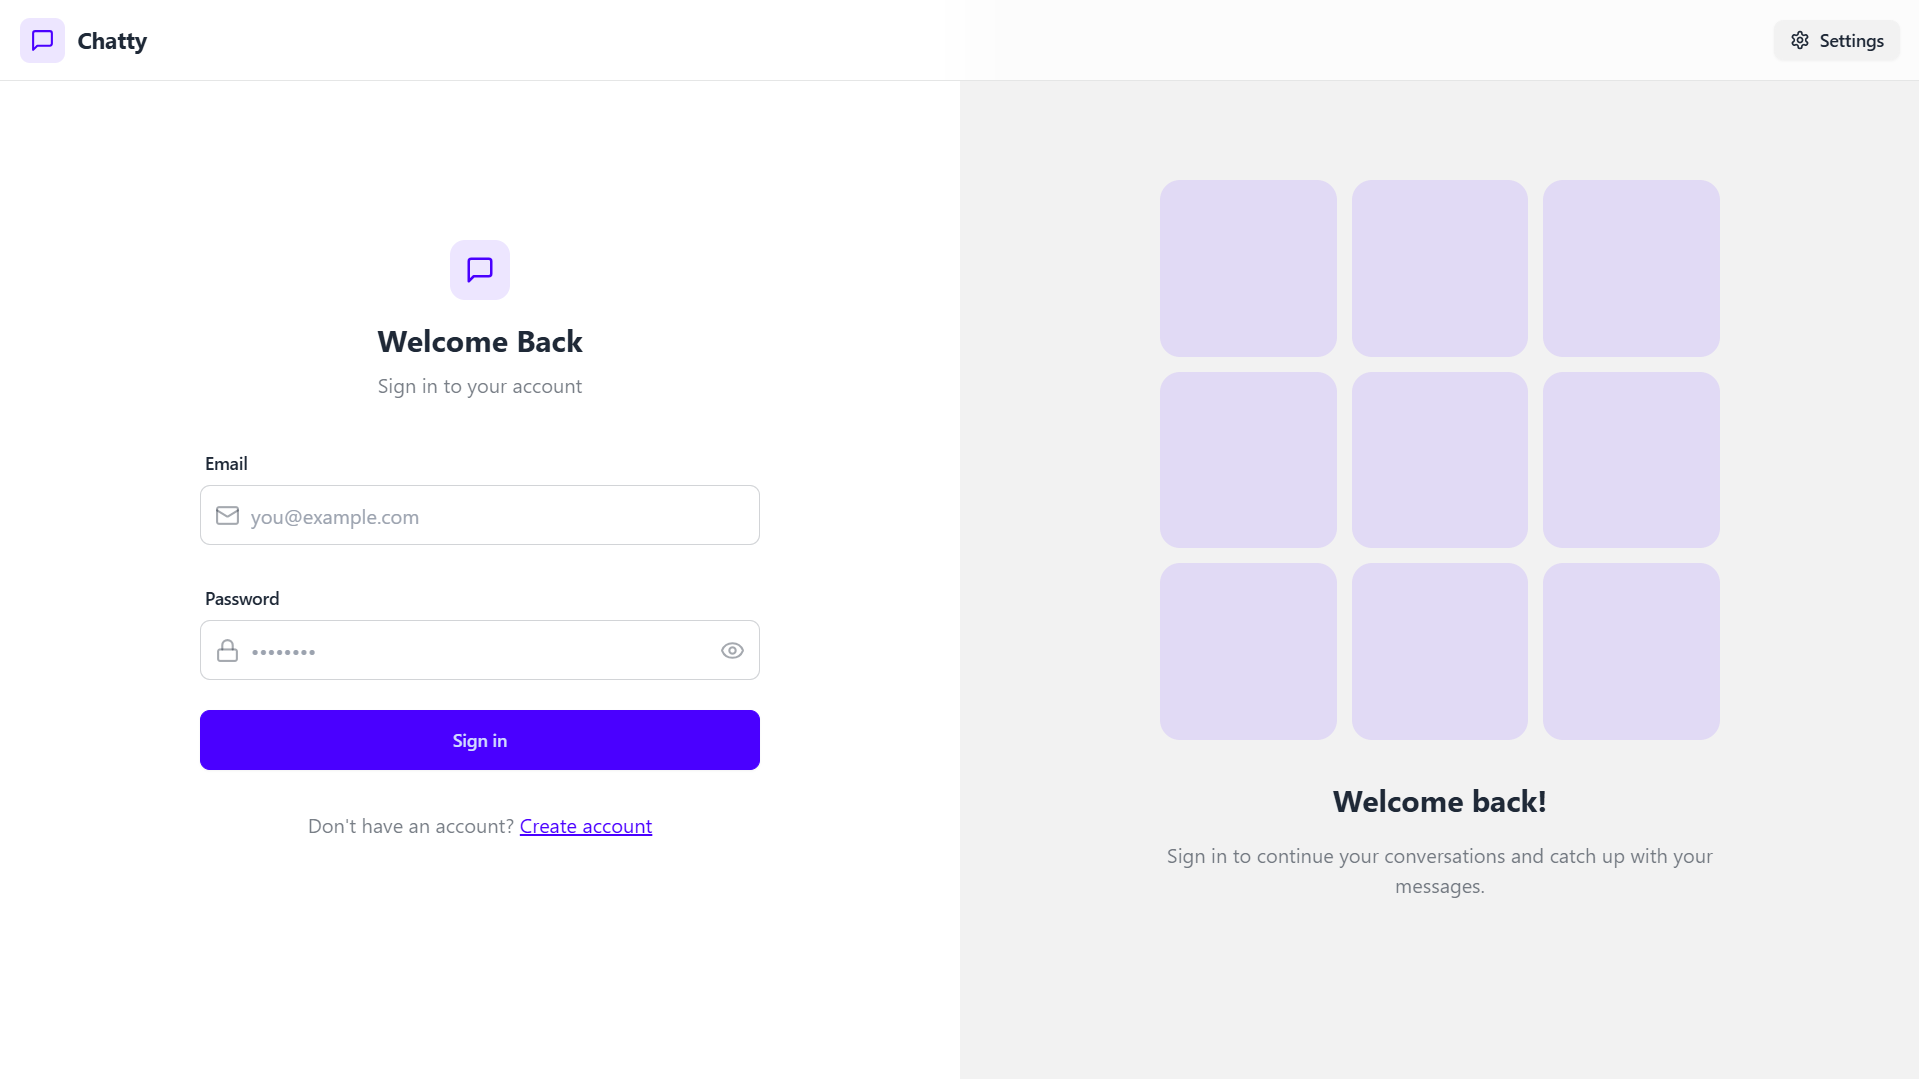 Chatty
Settings
Welcome Back
Sign in to your account
Email
you@example.com
Password
••••••••
Sign in
Don't have an account? Create account
Welcome back!
Sign in to continue your conversations and catch up with your
messages.